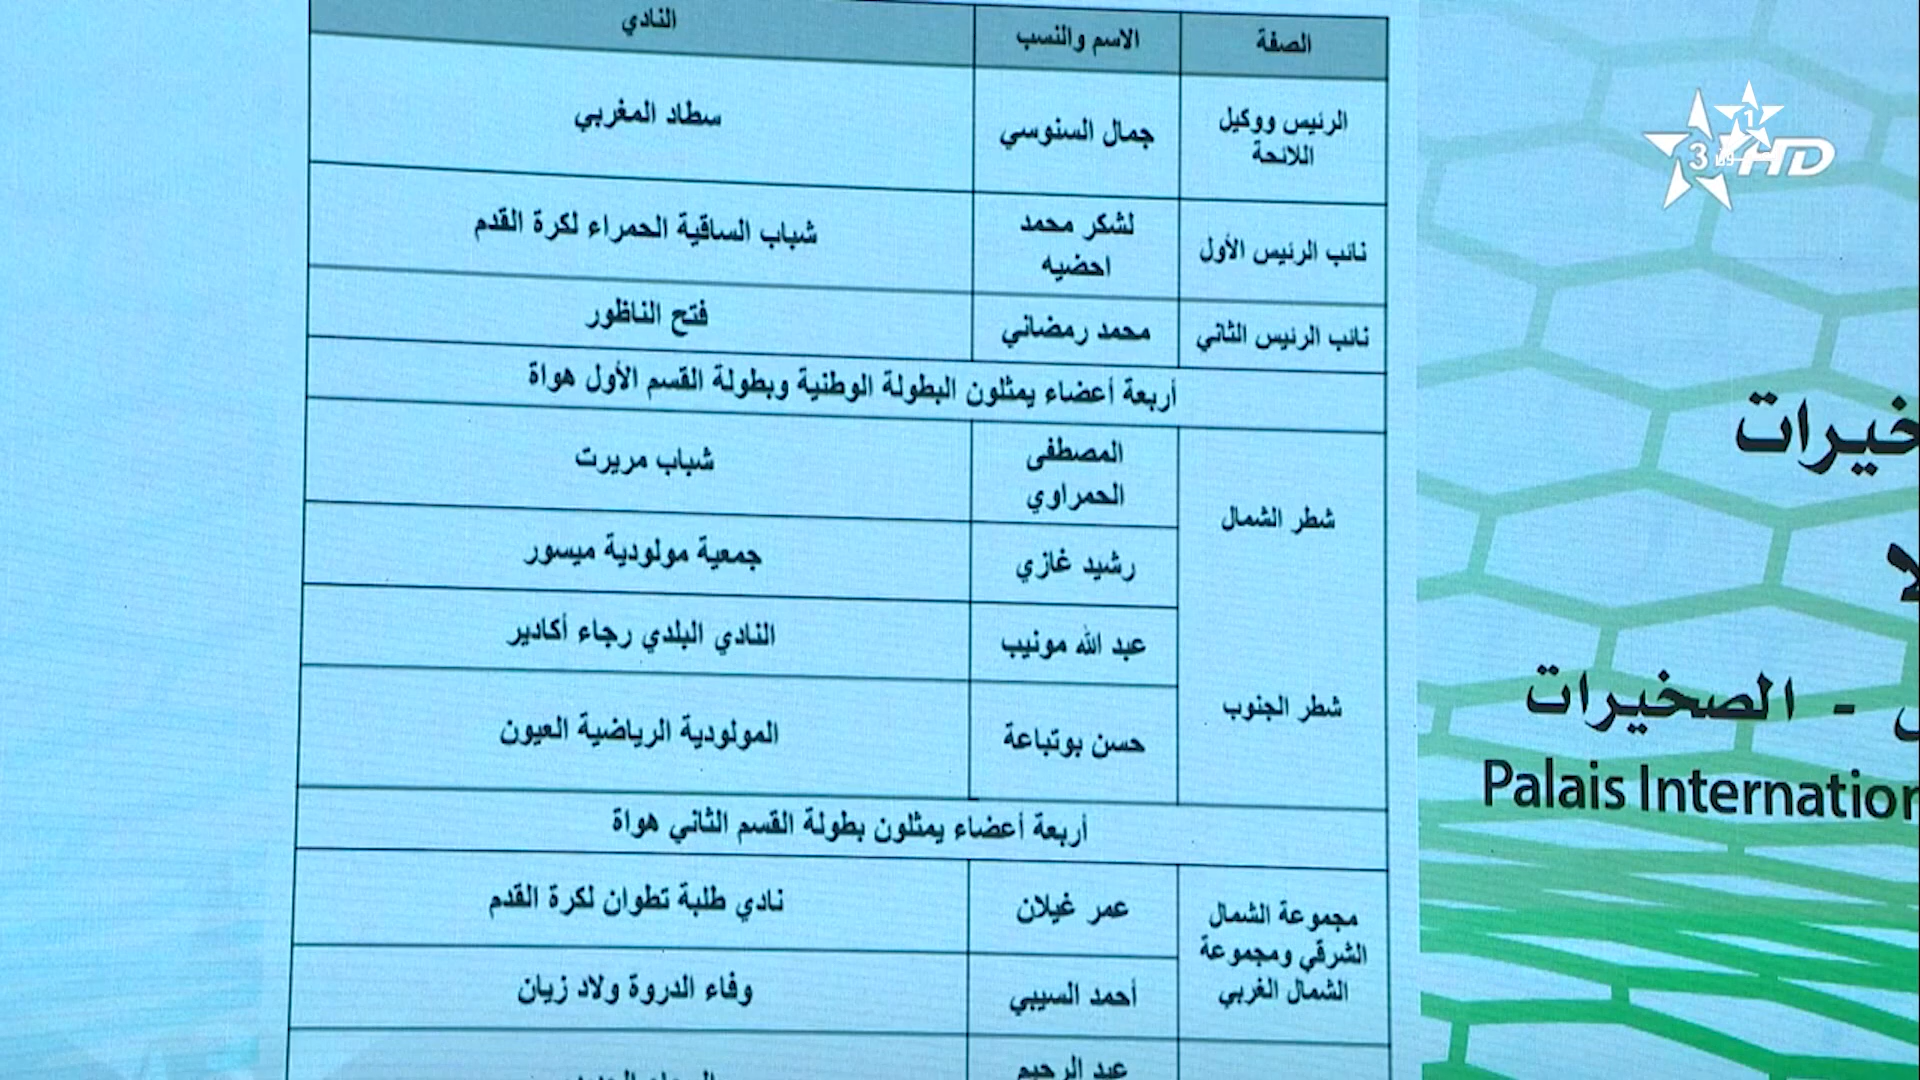 الصفة الاسم والنسب النادي
الرئيس ووكيل
اللائحة
جمال السنوسي
سطاد المغربي
نائب الرئيس الأول
لشكر محمد
احضيه
شباب الساقية الحمراء لكرة القدم
نائب الرئيس الثاني
محمد رمضاني
فتح الناظور
أربعة أعضاء يمثلون البطولة الوطنية وبطولة القسم الأول هواة
شطر الشمال
المصطفى
الحمراوي
شباب مريرت
رشيد غازي
جمعية مولودية ميسور
شطر الجنوب
عبد الله مونيب
النادي البلدي رجاء أكادير
حسن بوتباعة
المولودية الرياضية العيون
أربعة أعضاء يمثلون بطولة القسم الثاني هواة
مجموعة الشمال
الشرقي ومجموعة
الشمال الغربي
عمر غيلان
نادي طلبة تطوان لكرة القدم
أحمد السيبي
وفاء الدروة ولاد زيان
عبد الرحيم
3 1 HD
خيرات
- الصخيرات
Palais Internation